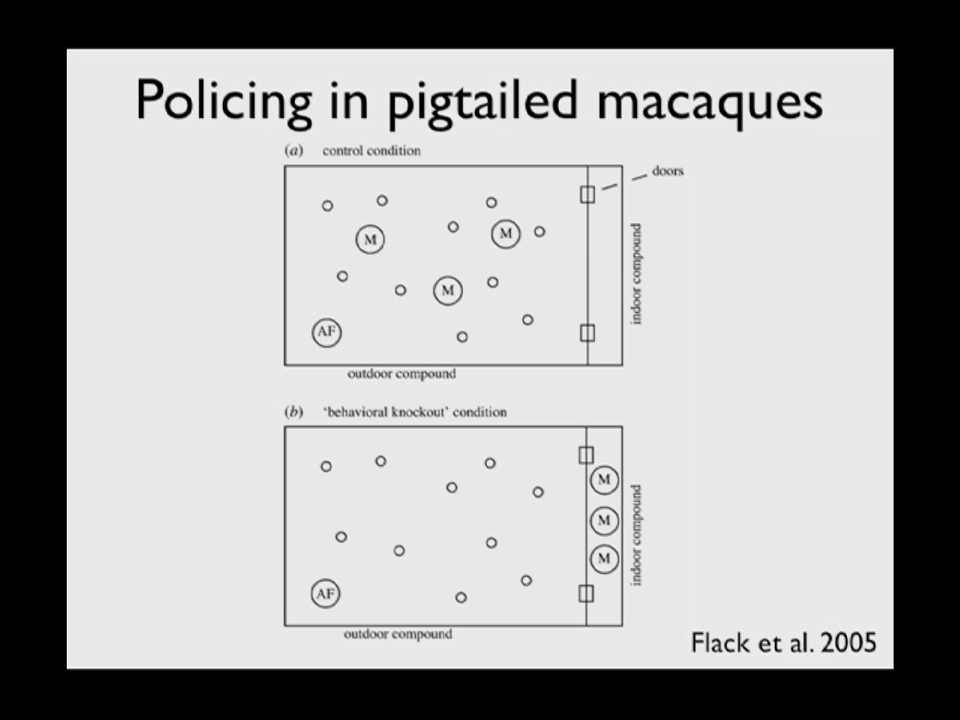 Policing in pigtailed macaques
(a) control condition
doors
M
M
M
AF
indoor compound
outdoor compound
(b) 'behavioral knockout' condition
M
M
M
AF
indoor compound
outdoor compound
Flack et al. 2005